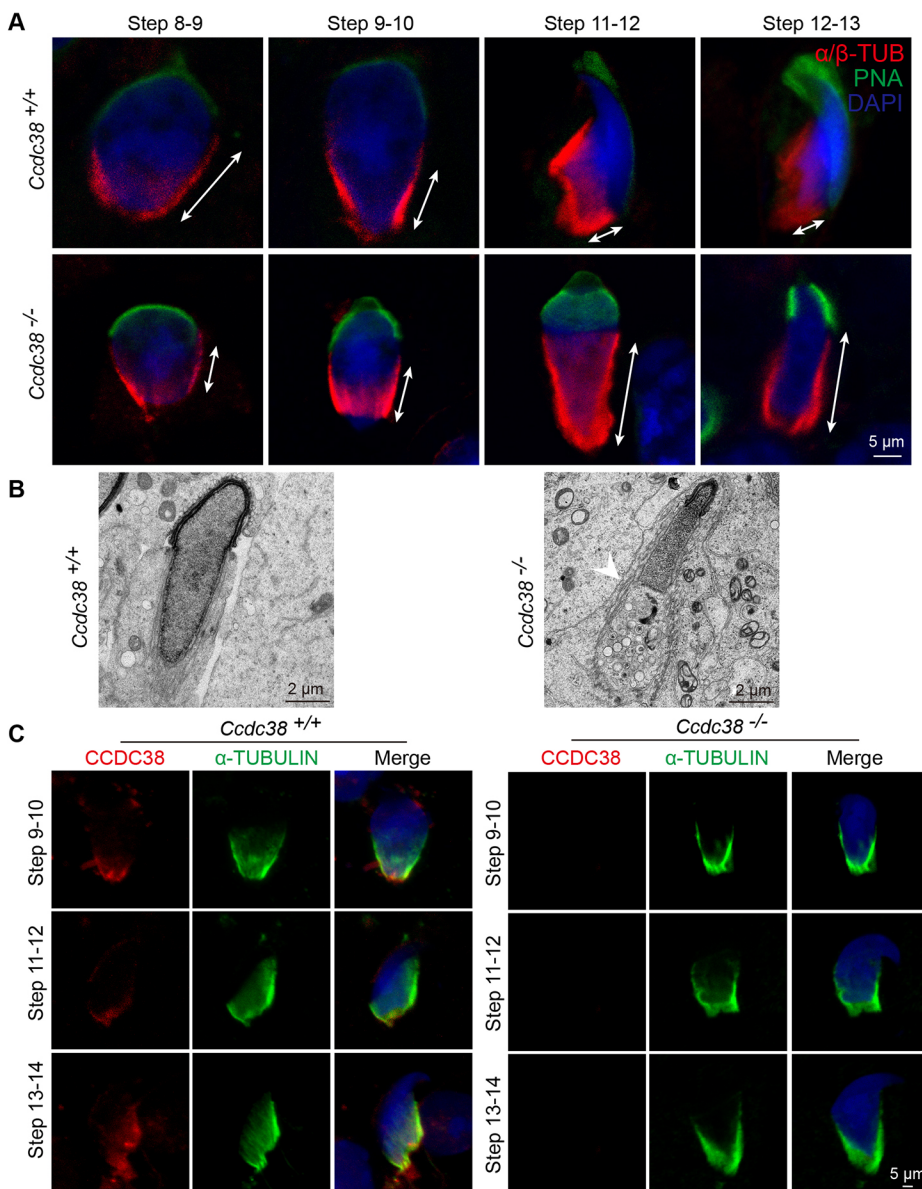 A
Step 8-9
Step 9-10
Step 11-12
Step 12-13
α/β-TUB
PNA
DAPI
Ccdc38 +/+
Ccdc38 -/-
5 µm
B
Ccdc38 +/+
2 µm
Ccdc38 -/-
2 µm
C
Ccdc38 +/+
CCDC38
α-TUBULIN
Merge
Step 9-10
Step 11-12
Step 13-14
Ccdc38 -/-
CCDC38
α-TUBULIN
Merge
Step 9-10
Step 11-12
Step 13-14
5 µm